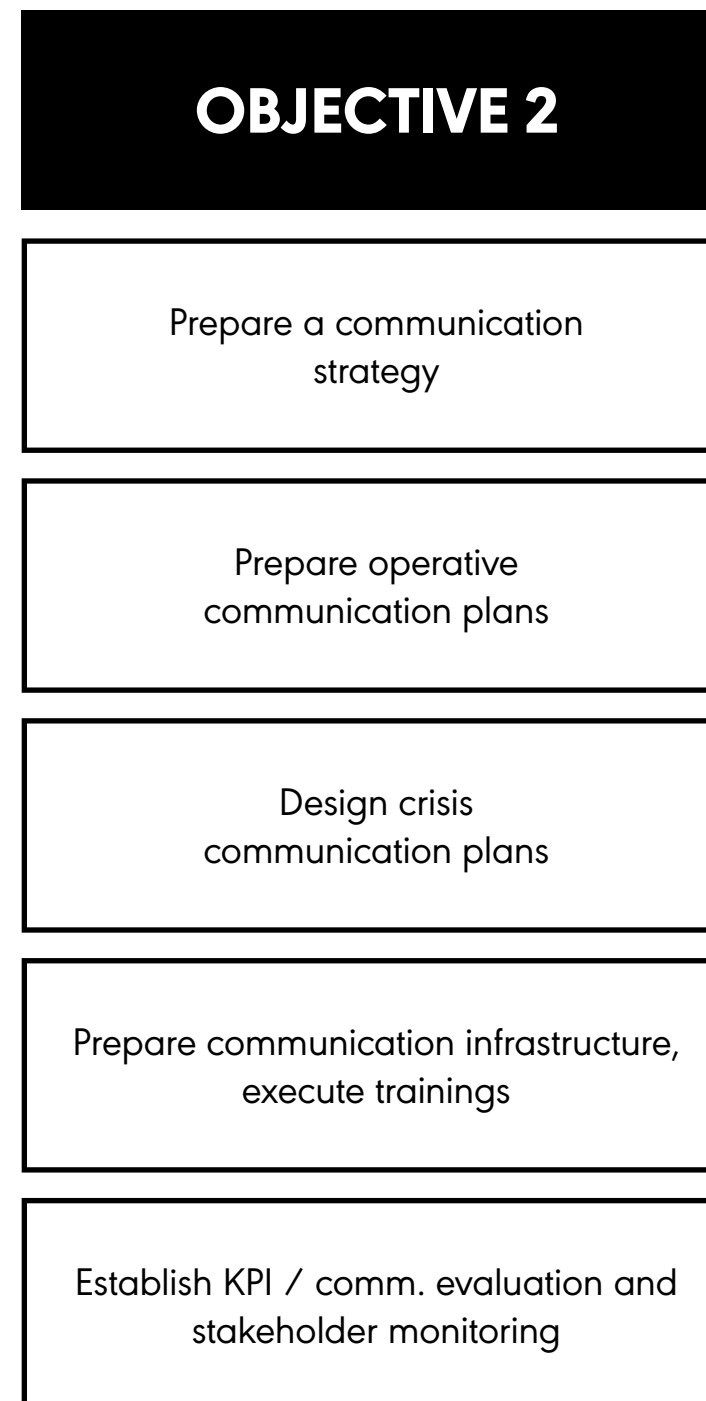 OBJECTIVE 2
Prepare a communication
strategy
Prepare operative
communication plans
Design crisis
communication plans
Prepare communication infrastructure,
execute trainings
Establish KPI / comm. evaluation and
stakeholder monitoring